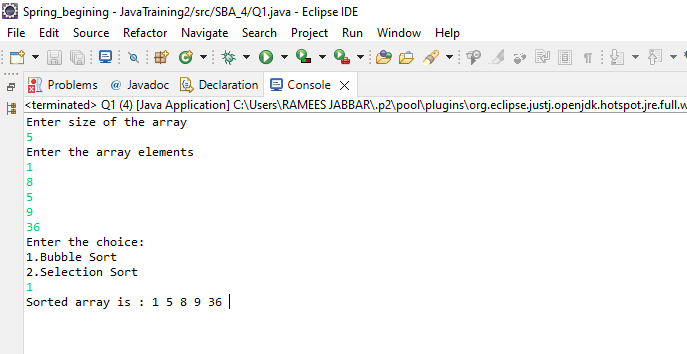 Spring_begining - JavaTraining2/src/SBA_4/Q1.java - Eclipse IDE
File Edit Source Refactor Navigate Search Project Run Window Help
Problems @ Javadoc Declaration Console
<terminated> Q1 (4) [Java Application] C:\Users\RAMEES JABBAR\.p2\pool\plugins\org.eclipse.justj.openjdk.hotspot.jre.full.w
Enter size of the array
5
Enter the array elements
1
8
5
9
36
Enter the choice:
1.Bubble Sort
2.Selection Sort
1
Sorted array is : 1 5 8 9 36